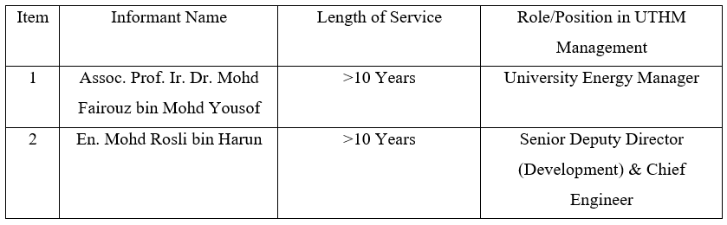 Item Informant Name Length of Service Role/Position in UTHM
Management
1 Assoc. Prof. Ir. Dr. Mohd >10 Years University Energy Manager
Fairouz bin Mohd Yousof
2 En. Mohd Rosli bin Harun >10 Years Senior Deputy Director
(Development) & Chief
Engineer